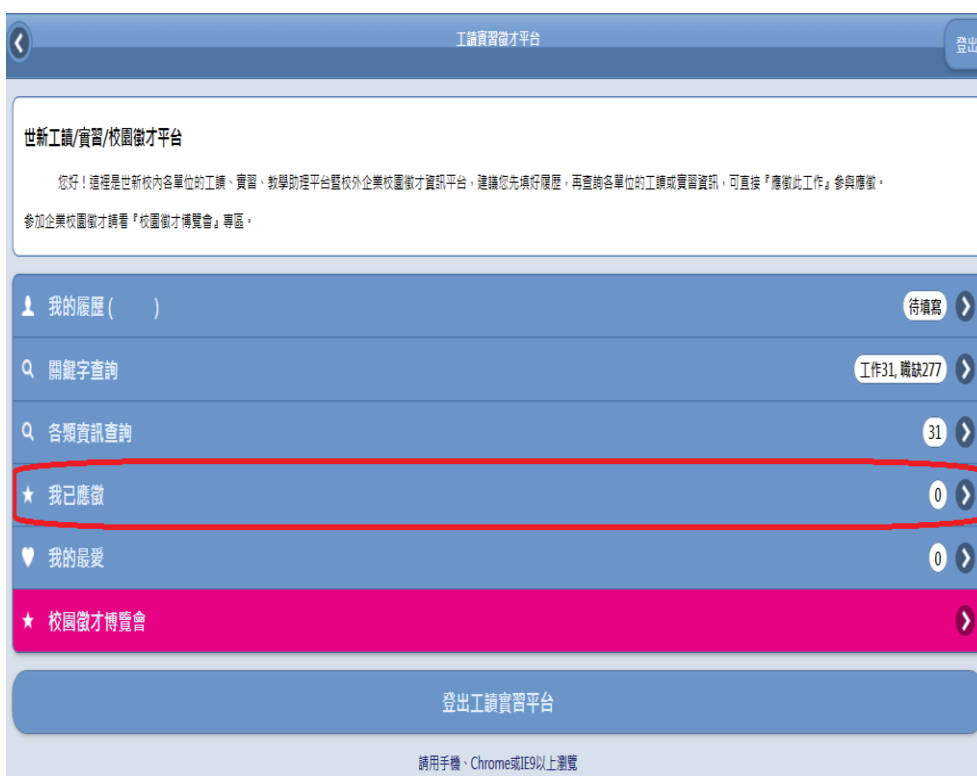 工讀實習徵才平台
登出
世新工讀/實習/校園徵才平台
您好！這裡是世新校內各單位的工讀、實習、教學助理平台暨校外企業校園徵才資訊平台，建議您先填好履歷，再查詢各單位的工讀或實習資訊，可直接『應徵此工作』參與應徵。
參加企業校園徵才請看『校園徵才博覽會』專區。
我的履歷 ( )
待填寫
關鍵字查詢
工作31, 職缺277
各類資訊查詢
31
我已應徵
0
我的最愛
0
校園徵才博覽會
登出工讀實習平台
請用手機、Chrome或IE9以上瀏覽